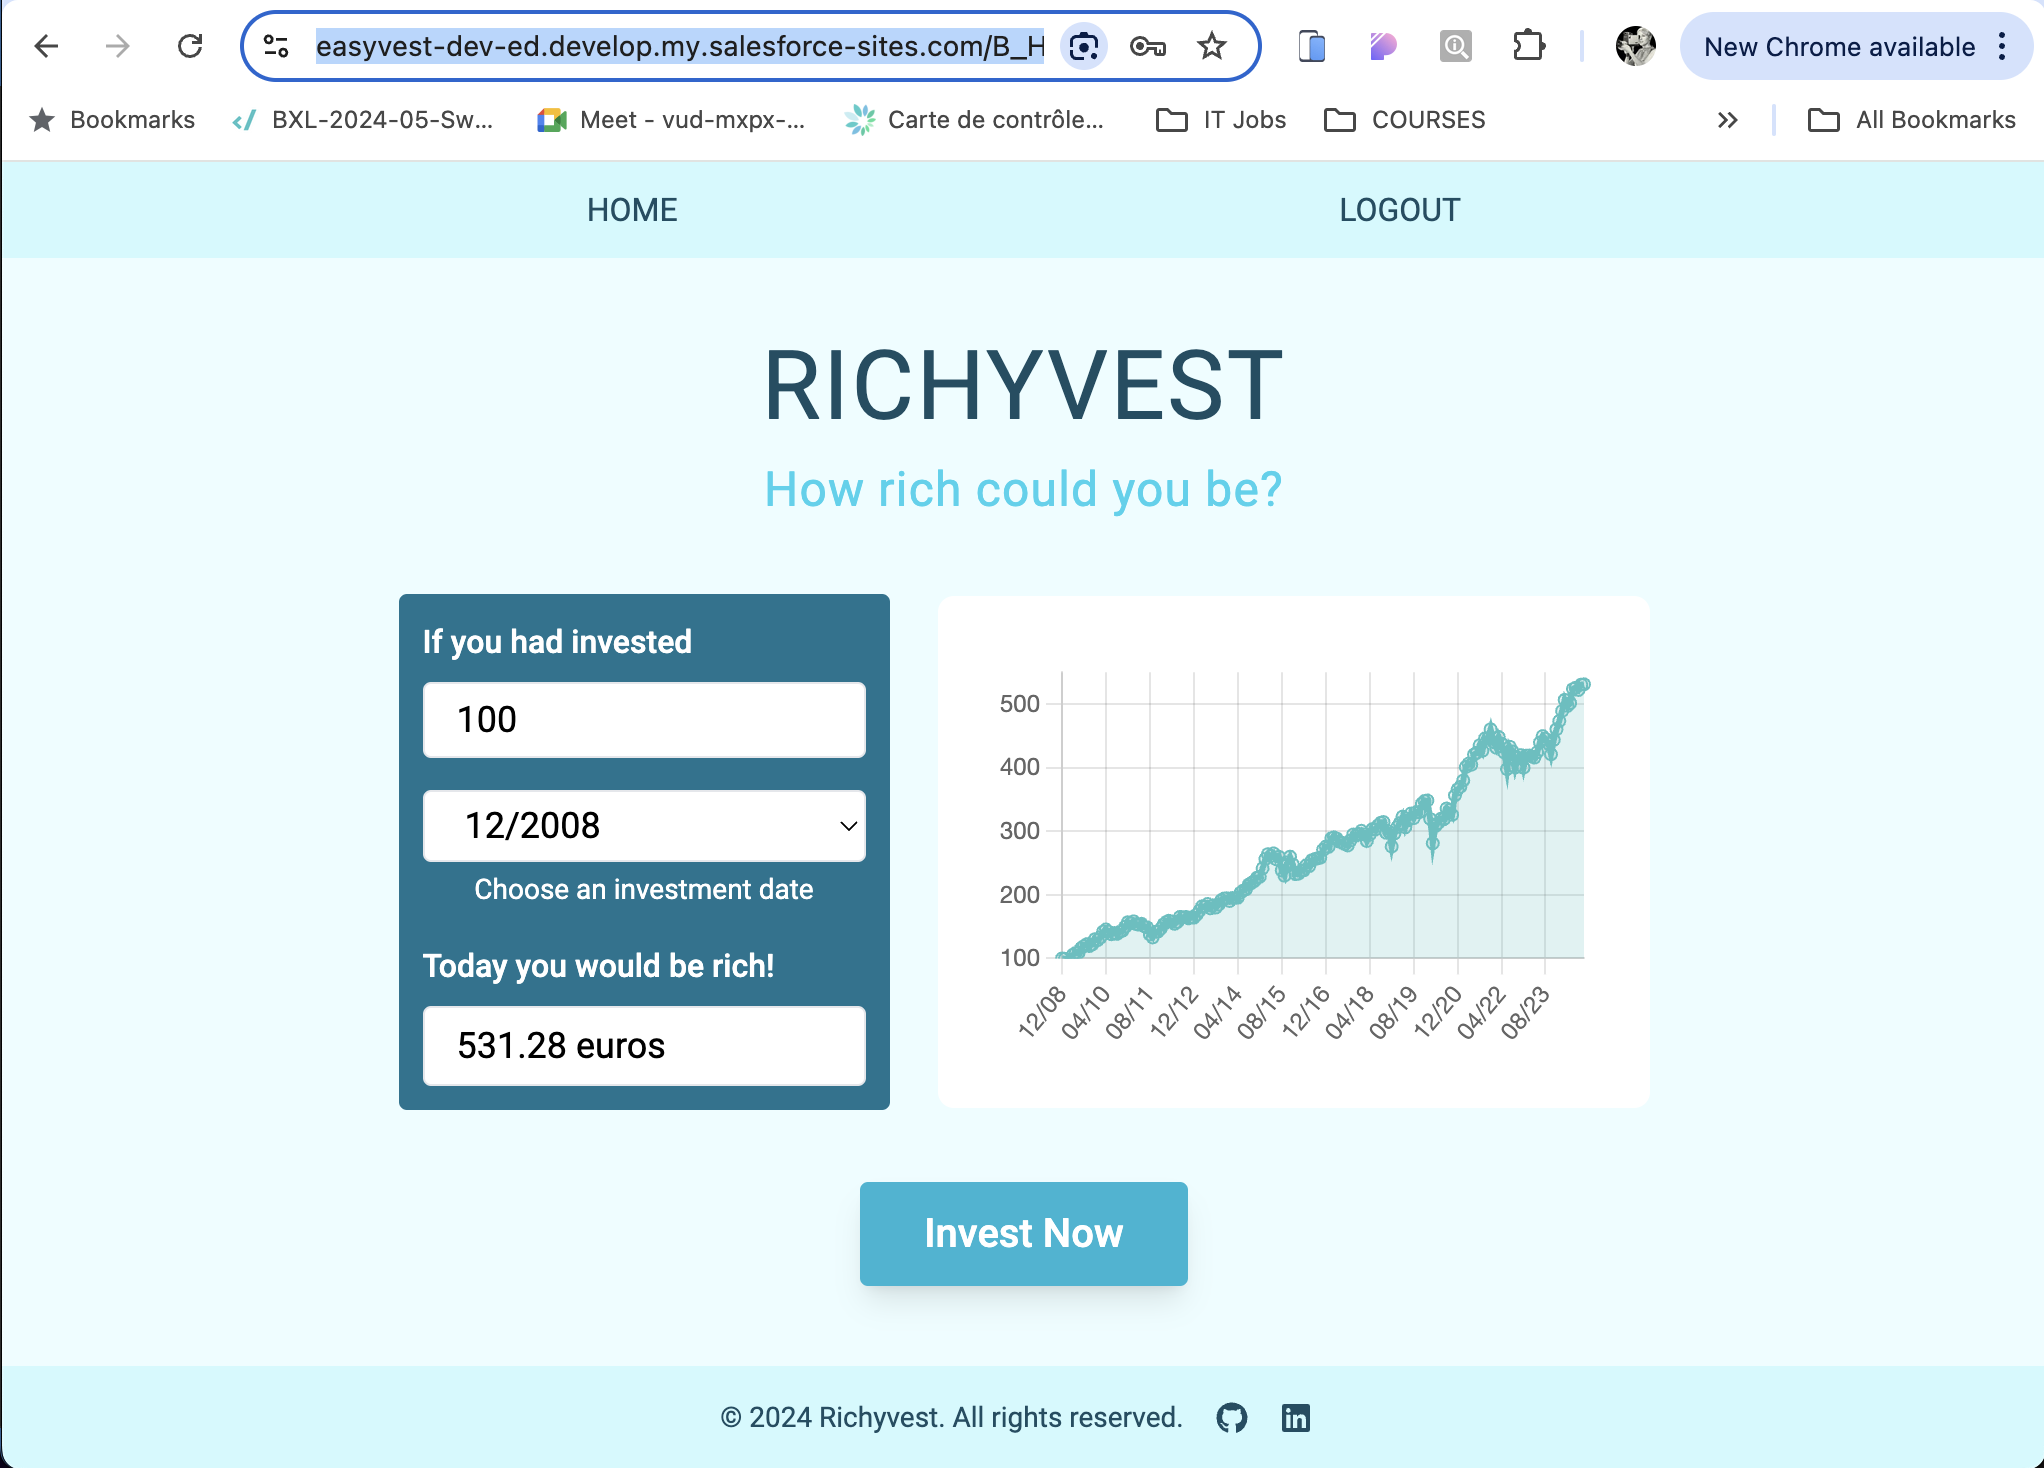 easyvest-dev-ed.develop.my.salesforce-sites.com/B_H
New Chrome available
Bookmarks
BXL-2024-05-Sw...
Meet - vud-mxpx-...
Carte de contrôle...
IT Jobs
COURSES
All Bookmarks
HOME
LOGOUT
RICHYVEST
How rich could you be?
If you had invested
100
12/2008
Choose an investment date
Today you would be rich!
531.28 euros
500
400
300
200
100
12/08
04/10
08/11
12/12
04/14
08/15
12/16
04/18
08/19
12/20
04/22
08/23
Invest Now
© 2024 Richyvest. All rights reserved.